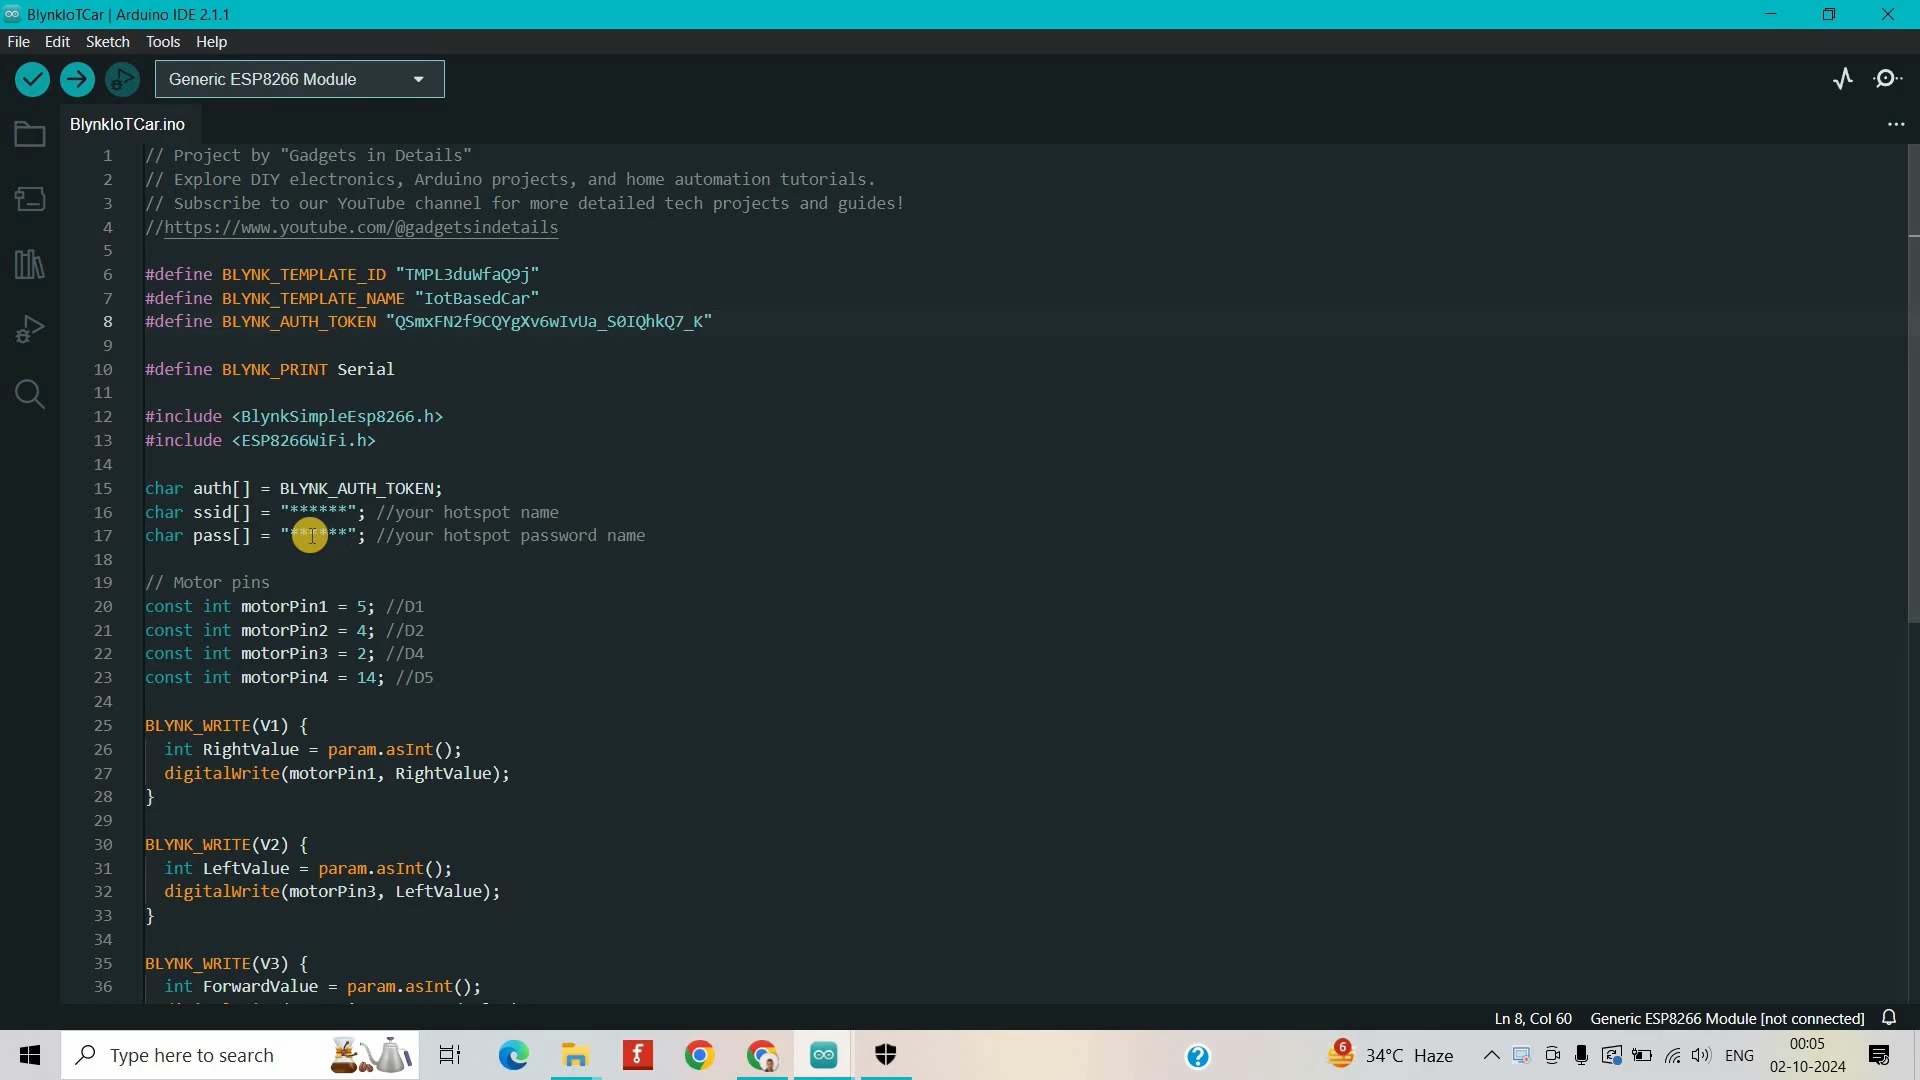 BlynkIoTCar | Arduino IDE 2.1.1
File Edit Sketch Tools Help
Generic ESP8266 Module
BlynkIoTCar.ino
1 // Project by "Gadgets in Details"
2 // Explore DIY electronics, Arduino projects, and home automation tutorials.
3 // Subscribe to our YouTube channel for more detailed tech projects and guides!
4 //https://www.youtube.com/@gadgetsindetails
5
6 #define BLYNK_TEMPLATE_ID "TMPL3duWfaQ9j"
7 #define BLYNK_TEMPLATE_NAME "IotBasedCar"
8 #define BLYNK_AUTH_TOKEN "QSmxFN2f9CQYgXv6wIvUa_S0IQhkQ7_K"
9
10 #define BLYNK_PRINT Serial
11
12 #include <BlynkSimpleEsp8266.h>
13 #include <ESP8266WiFi.h>
14
15 char auth[] = BLYNK_AUTH_TOKEN;
16 char ssid[] = "******"; //your hotspot name
17 char pass[] = "******"; //your hotspot password name
18
19 // Motor pins
20 const int motorPin1 = 5; //D1
21 const int motorPin2 = 4; //D2
22 const int motorPin3 = 2; //D4
23 const int motorPin4 = 14; //D5
24
25 BLYNK_WRITE(V1) {
26 int RightValue = param.asInt();
27 digitalWrite(motorPin1, RightValue);
28 }
29
30 BLYNK_WRITE(V2) {
31 int LeftValue = param.asInt();
32 digitalWrite(motorPin3, LeftValue);
33 }
34
35 BLYNK_WRITE(V3) {
36 int ForwardValue = param.asInt();
Ln 8, Col 60 Generic ESP8266 Module [not connected]
Type here to search
6 34°C Haze
ENG
00:05
02-10-2024